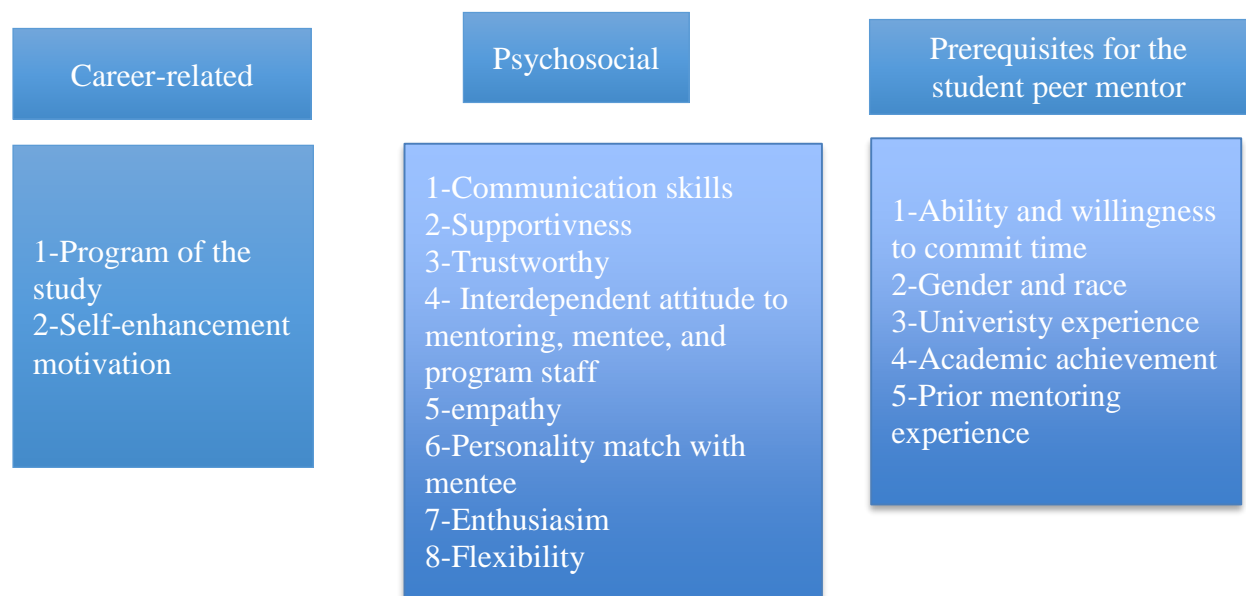 Career-related
1-Program of the
study
2-Self-enhancement
motivation
Psychosocial
1-Communication skills
2-Supportivness
3-Trustworthy
4- Interdependent attitude to
mentoring, mentee, and
program staff
5-empathy
6-Personality match with
mentee
7-Enthusiasim
8-Flexibility
Prerequisites for the
student peer mentor
1-Ability and willingness
to commit time
2-Gender and race
3-Univeristy experience
4-Academic achievement
5-Prior mentoring
experience